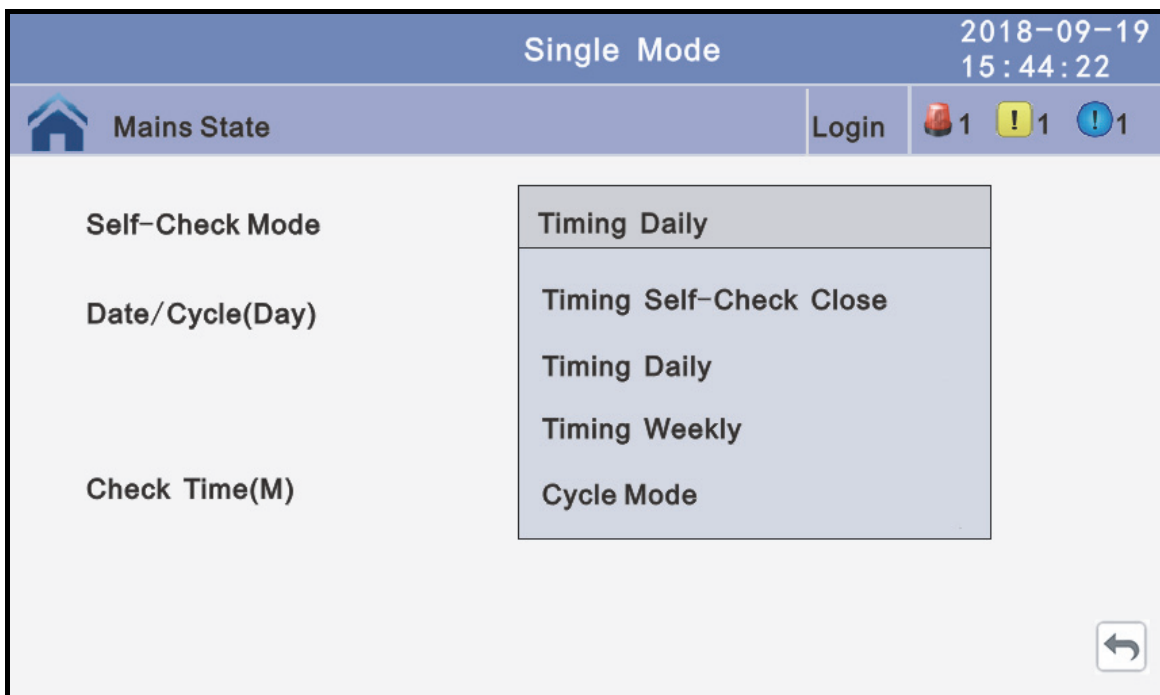 Single Mode
2018-09-19
15:44:22
Mains State
Login
1
! 1
! 1
Self-Check Mode
Timing Daily
Date/Cycle(Day)
Timing Self-Check Close
Timing Daily
Timing Weekly
Check Time(M)
Cycle Mode